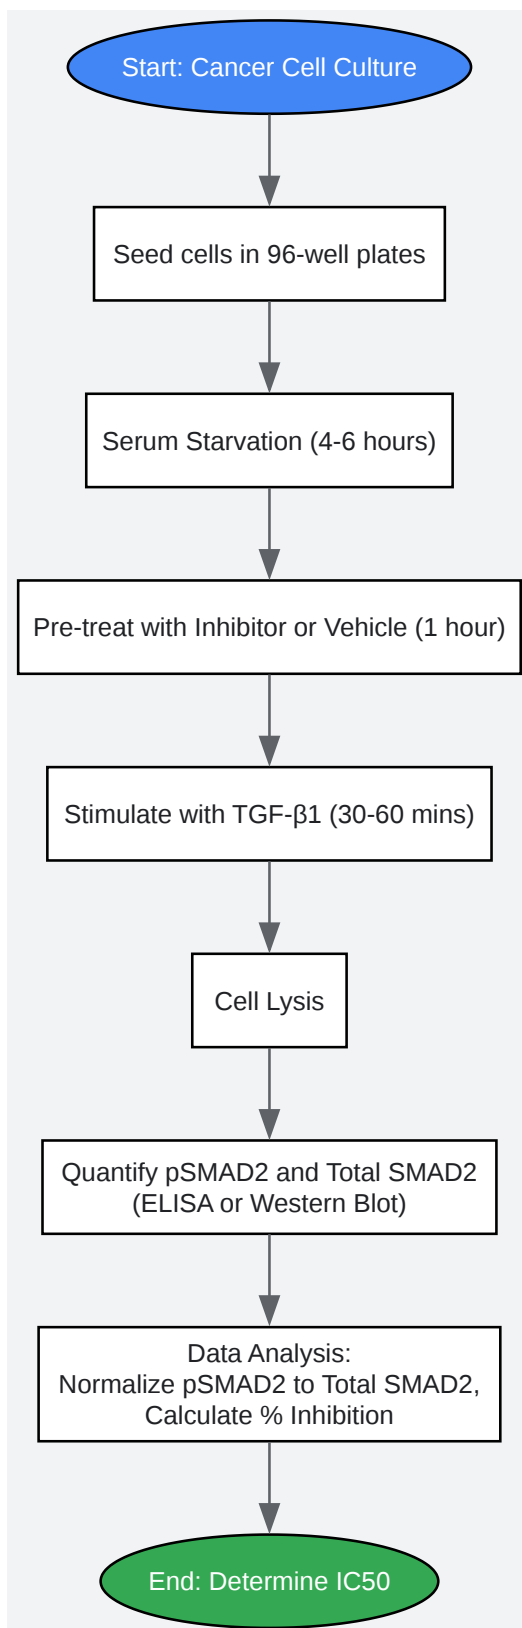 Start: Cancer Cell Culture
Seed cells in 96-well plates
Serum Starvation (4-6 hours)
Pre-treat with Inhibitor or Vehicle (1 hour)
Stimulate with TGF-β1 (30-60 mins)
Cell Lysis
Quantify pSMAD2 and Total SMAD2
(ELISA or Western Blot)
Data Analysis:
Normalize pSMAD2 to Total SMAD2,
Calculate % Inhibition
End: Determine IC50